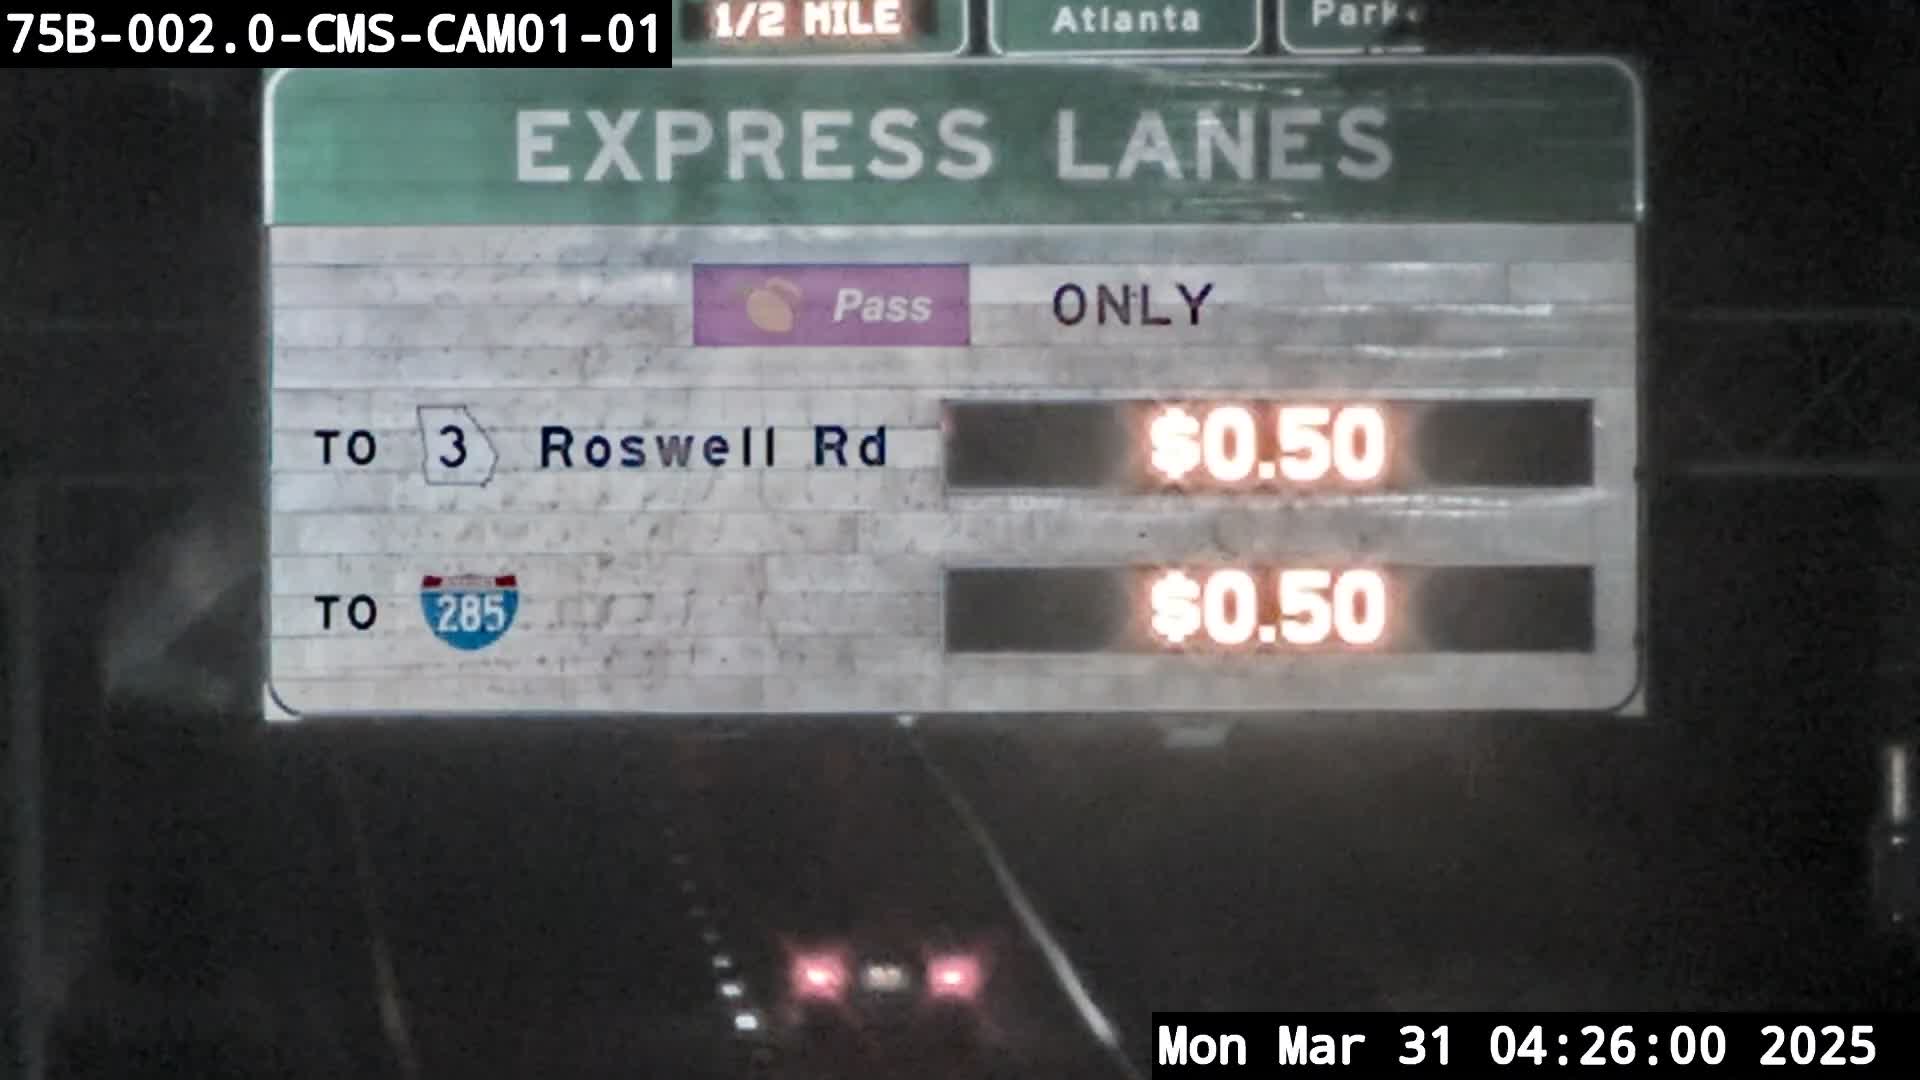 75B-002.0-CMS-CAM01-01
1/2 MILE
Atlanta
EXPRESS LANES
Pass ONLY
TO 3 Roswell Rd $0.50
TO 285 $0.50
Mon Mar 31 04:26:00 2025